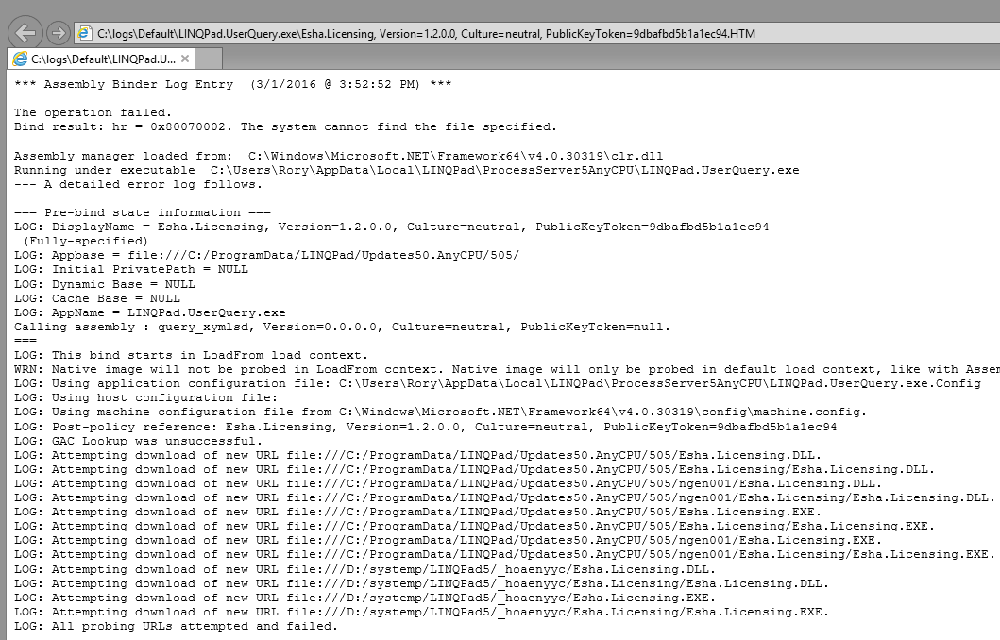 C:\logs\Default\LINQPad.UserQuery.exe\Esha.Licensing, Version=1.2.0.0, Culture=neutral, PublicKeyToken=9dbafbd5b1a1ec94.HTM
C:\logs\Default\LINQPad.U...
*** Assembly Binder Log Entry  (3/1/2016 @ 3:52:52 PM) ***
The operation failed.
Bind result: hr = 0x80070002. The system cannot find the file specified.
Assembly manager loaded from:  C:\Windows\Microsoft.NET\Framework64\v4.0.30319\clr.dll
Running under executable  C:\Users\Rory\AppData\Local\LINQPad\ProcessServer5AnyCPU\LINQPad.UserQuery.exe
--- A detailed error log follows.
=== Pre-bind state information ===
LOG: DisplayName = Esha.Licensing, Version=1.2.0.0, Culture=neutral, PublicKeyToken=9dbafbd5b1a1ec94
(Fully-specified)
LOG: Appbase = file:///C:/ProgramData/LINQPad/Updates50.AnyCPU/505/
LOG: Initial PrivatePath = NULL
LOG: Dynamic Base = NULL
LOG: Cache Base = NULL
LOG: AppName = LINQPad.UserQuery.exe
Calling assembly : query_xymlsd, Version=0.0.0.0, Culture=neutral, PublicKeyToken=null.
===
LOG: This bind starts in LoadFrom load context.
WRN: Native image will not be probed in LoadFrom context. Native image will only be probed in default load context, like with Assem
LOG: Using application configuration file: C:\Users\Rory\AppData\Local\LINQPad\ProcessServer5AnyCPU\LINQPad.UserQuery.exe.Config
LOG: Using host configuration file:
LOG: Using machine configuration file from C:\Windows\Microsoft.NET\Framework64\v4.0.30319\config\machine.config.
LOG: Post-policy reference: Esha.Licensing, Version=1.2.0.0, Culture=neutral, PublicKeyToken=9dbafbd5b1a1ec94
LOG: GAC Lookup was unsuccessful.
LOG: Attempting download of new URL file:///C:/ProgramData/LINQPad/Updates50.AnyCPU/505/Esha.Licensing.DLL.
LOG: Attempting download of new URL file:///C:/ProgramData/LINQPad/Updates50.AnyCPU/505/Esha.Licensing/Esha.Licensing.DLL.
LOG: Attempting download of new URL file:///C:/ProgramData/LINQPad/Updates50.AnyCPU/505/ngen001/Esha.Licensing.DLL.
LOG: Attempting download of new URL file:///C:/ProgramData/LINQPad/Updates50.AnyCPU/505/ngen001/Esha.Licensing/Esha.Licensing.DLL.
LOG: Attempting download of new URL file:///C:/ProgramData/LINQPad/Updates50.AnyCPU/505/Esha.Licensing.EXE.
LOG: Attempting download of new URL file:///C:/ProgramData/LINQPad/Updates50.AnyCPU/505/Esha.Licensing/Esha.Licensing.EXE.
LOG: Attempting download of new URL file:///C:/ProgramData/LINQPad/Updates50.AnyCPU/505/ngen001/Esha.Licensing.EXE.
LOG: Attempting download of new URL file:///C:/ProgramData/LINQPad/Updates50.AnyCPU/505/ngen001/Esha.Licensing/Esha.Licensing.EXE.
LOG: Attempting download of new URL file:///D:/systemp/LINQPad5/_hoaenyyc/Esha.Licensing.DLL.
LOG: Attempting download of new URL file:///D:/systemp/LINQPad5/_hoaenyyc/Esha.Licensing/Esha.Licensing.DLL.
LOG: Attempting download of new URL file:///D:/systemp/LINQPad5/_hoaenyyc/Esha.Licensing.EXE.
LOG: Attempting download of new URL file:///D:/systemp/LINQPad5/_hoaenyyc/Esha.Licensing/Esha.Licensing.EXE.
LOG: All probing URLs attempted and failed.